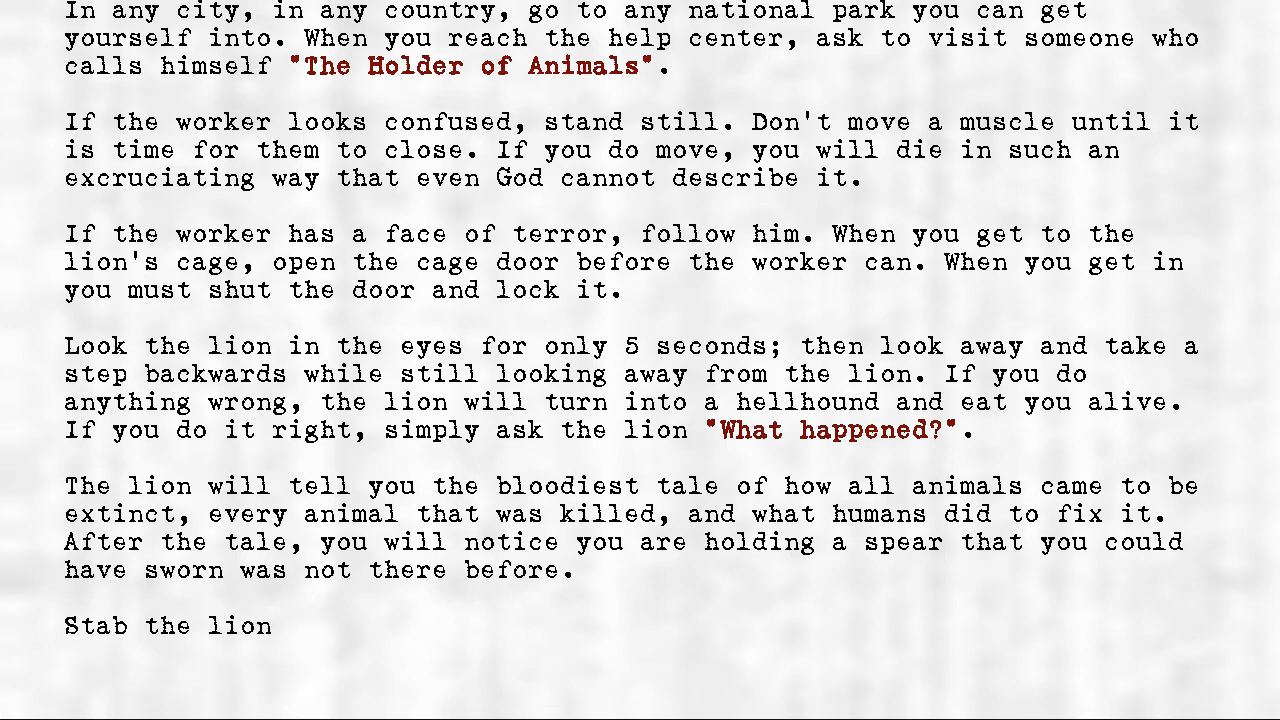 In any city, in any country, go to any national park you can get
yourself into. When you reach the help center, ask to visit someone who
calls himself "The Holder of Animals".
If the worker looks confused, stand still. Don't move a muscle until it
is time for them to close. If you do move, you will die in such an
excruciating way that even God cannot describe it.
If the worker has a face of terror, follow him. When you get to the
lion's cage, open the cage door before the worker can. When you get in
you must shut the door and lock it.
Look the lion in the eyes for only 5 seconds; then look away and take a
step backwards while still looking away from the lion. If you do
anything wrong, the lion will turn into a hellhound and eat you alive.
If you do it right, simply ask the lion "What happened?".
The lion will tell you the bloodiest tale of how all animals came to be
extinct, every animal that was killed, and what humans did to fix it.
After the tale, you will notice you are holding a spear that you could
have sworn was not there before.
Stab the lion